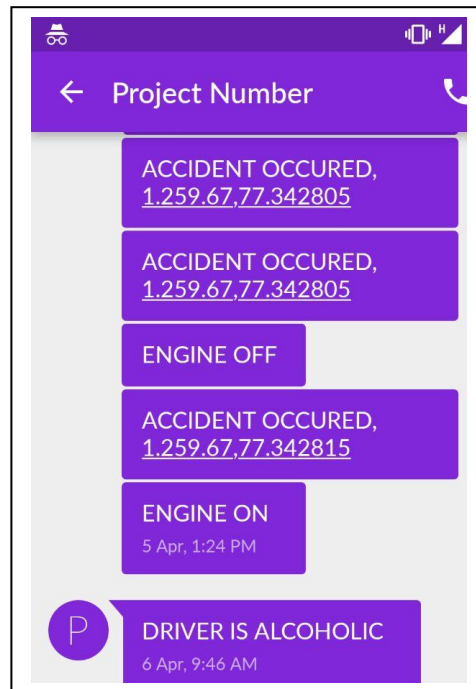 H
Project Number
ACCIDENT OCCURED,
1.259.67,77.342805
ACCIDENT OCCURED,
1.259.67,77.342805
ENGINE OFF
ACCIDENT OCCURED,
1.259.67,77.342815
ENGINE ON
5 Apr, 1:24 PM
P
DRIVER IS ALCOHOLIC
6 Apr, 9:46 AM